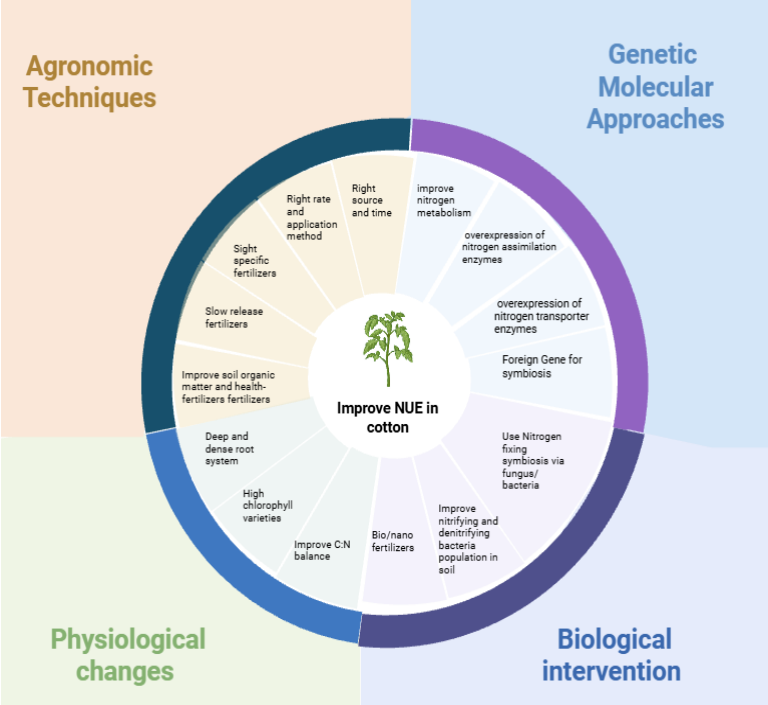 Agronomic
Techniques
Genetic
Molecular
Approaches
Right
source
and time
improve
nitrogen
metabolism
Right rate
and
application
method
overexpression of
nitrogen assimilation
enzymes
Sight
specific
fertilizers
overexpression of
nitrogen transporter
enzymes
Slow release
fertilizers
Foreign Gene for
symbiosis
Improve soil organic
matter and health-
fertilizers fertilizers
Improve NUE in
cotton
Deep and
dense root
system
Use Nitrogen
fixing
symbiosis via
fungus/
bacteria
High
chlorophyll
varieties
Improve C:N
balance
Bio/nano
fertilizers
Improve
nitrifying and
denitrifying
bacteria
population in
soil
Physiological
changes
Biological
intervention